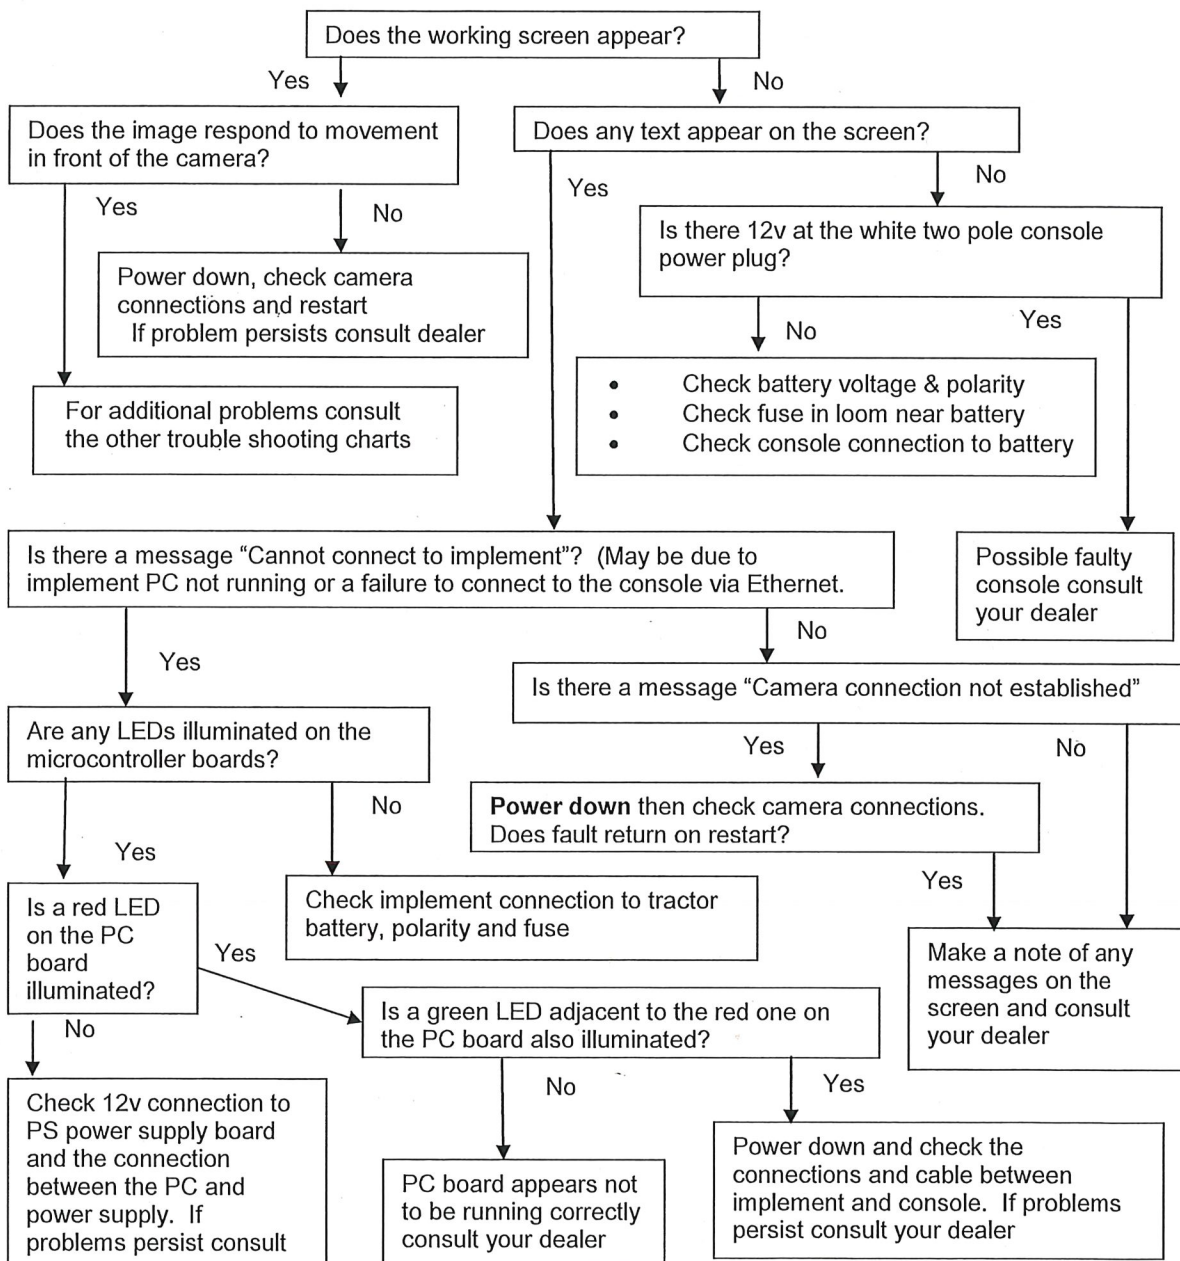 Does the working screen appear?
Yes
No
Does the image respond to movement
in front of the camera?
Does any text appear on the screen?
Yes
No
Yes
No
Is there 12v at the white two pole console
power plug?
Power down, check camera
connections and restart
If problem persists consult dealer
No
Yes
For additional problems consult
the other trouble shooting charts
• Check battery voltage & polarity
• Check fuse in loom near battery
• Check console connection to battery
Is there a message “Cannot connect to implement”? (May be due to
implement PC not running or a failure to connect to the console via Ethernet.
Possible faulty
console consult
your dealer
Yes
No
Is there a message “Camera connection not established”
Are any LEDs illuminated on the
microcontroller boards?
Yes
No
Yes
No
Power down then check camera connections.
Does fault return on restart?
Yes
Is a red LED
on the PC
board
illuminated?
Check implement connection to tractor
battery, polarity and fuse
Yes
Make a note of any
messages on the
screen and consult
your dealer
No
Is a green LED adjacent to the red one on
the PC board also illuminated?
No
Yes
Check 12v connection to
PS power supply board
and the connection
between the PC and
power supply. If
problems persist consult
PC board appears not
to be running correctly
consult your dealer
Power down and check the
connections and cable between
implement and console. If problems
persist consult your dealer